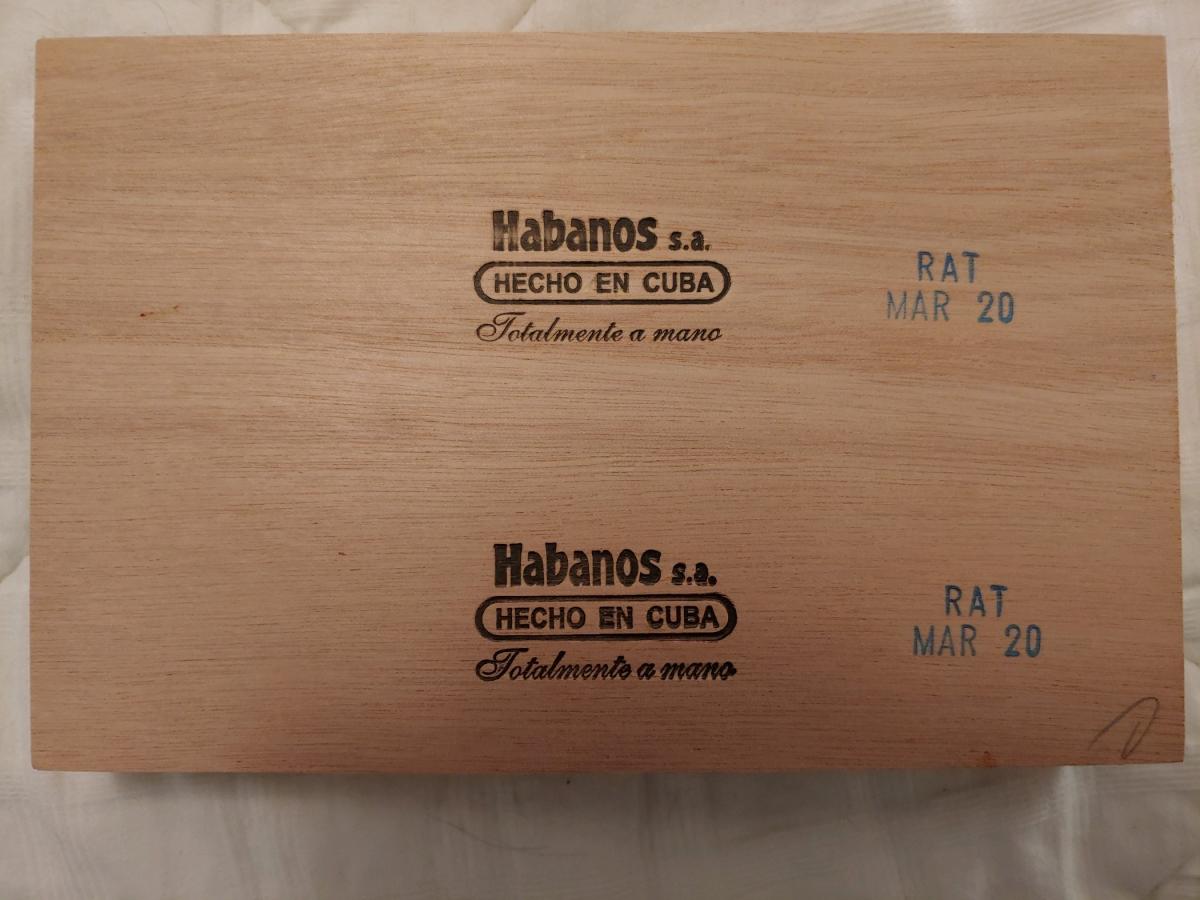 Habanos s.a.
HECHO EN CUBA
Totalmente a mano
RAT
MAR 20
Habanos s.a.
HECHO EN CUBA
Totalmente a mano
RAT
MAR 20